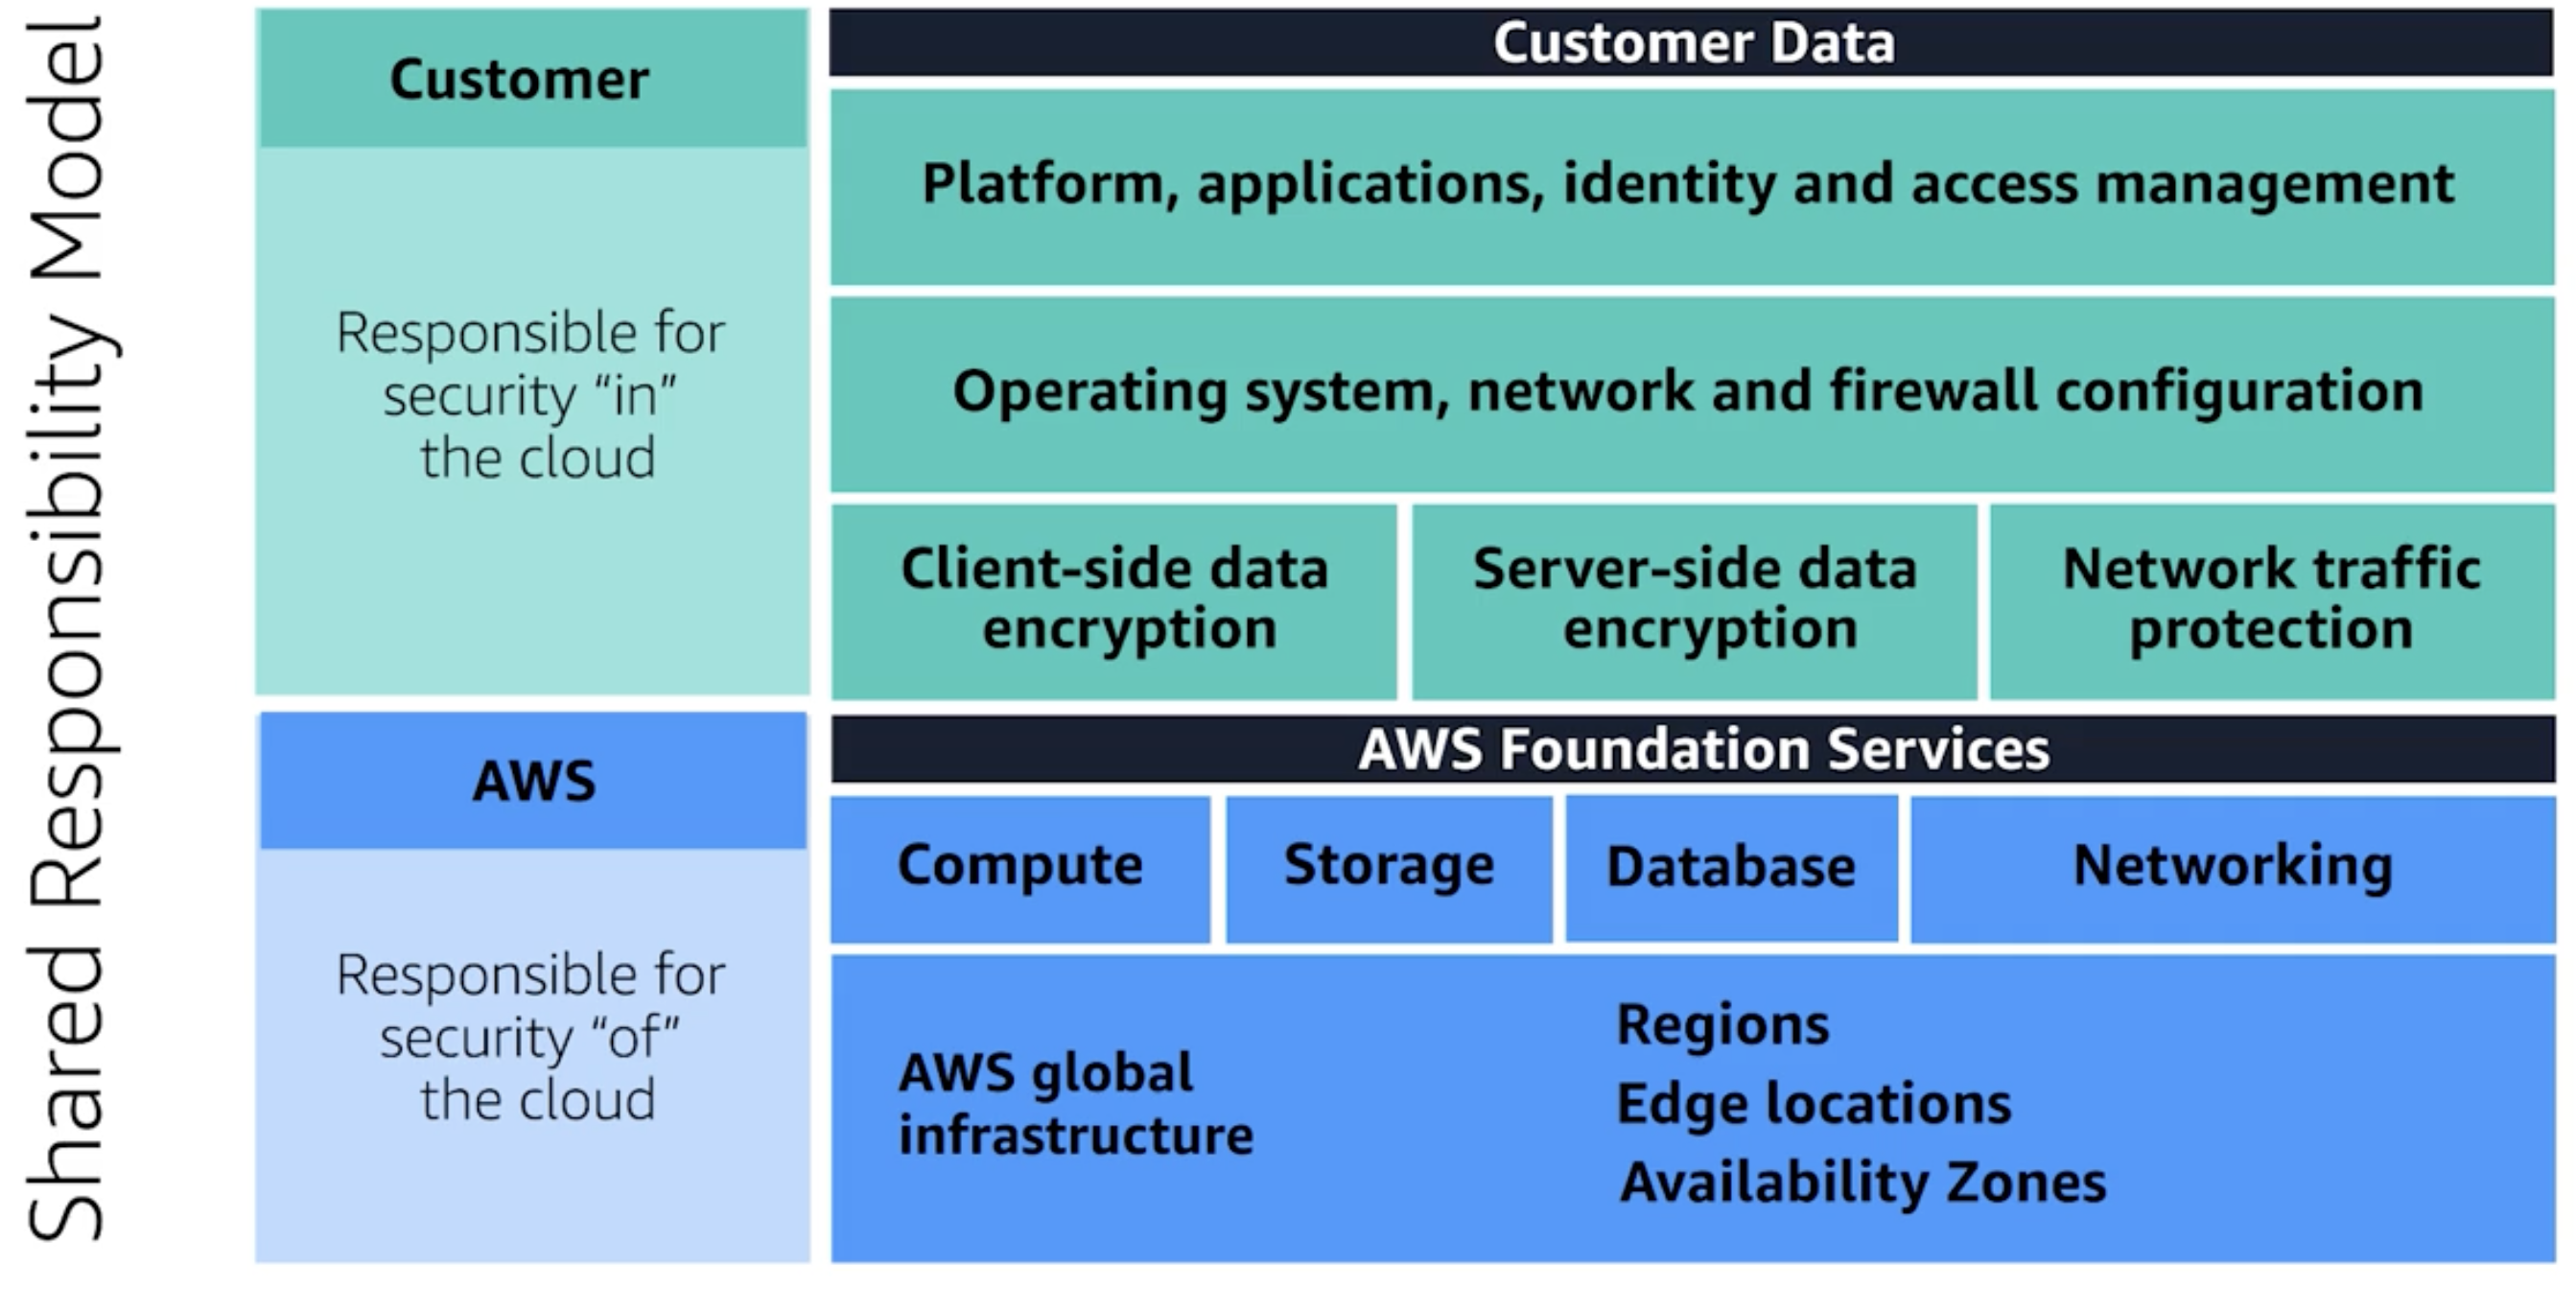 Shared Responsibility Model
Customer
Responsible for
security “in”
the cloud
Customer Data
Platform, applications, identity and access management
Operating system, network and firewall configuration
Client-side data
encryption
Server-side data
encryption
Network traffic
protection
AWS
Responsible for
security “of”
the cloud
AWS Foundation Services
Compute
Storage
Database
Networking
AWS global
infrastructure
Regions
Edge locations
Availability Zones